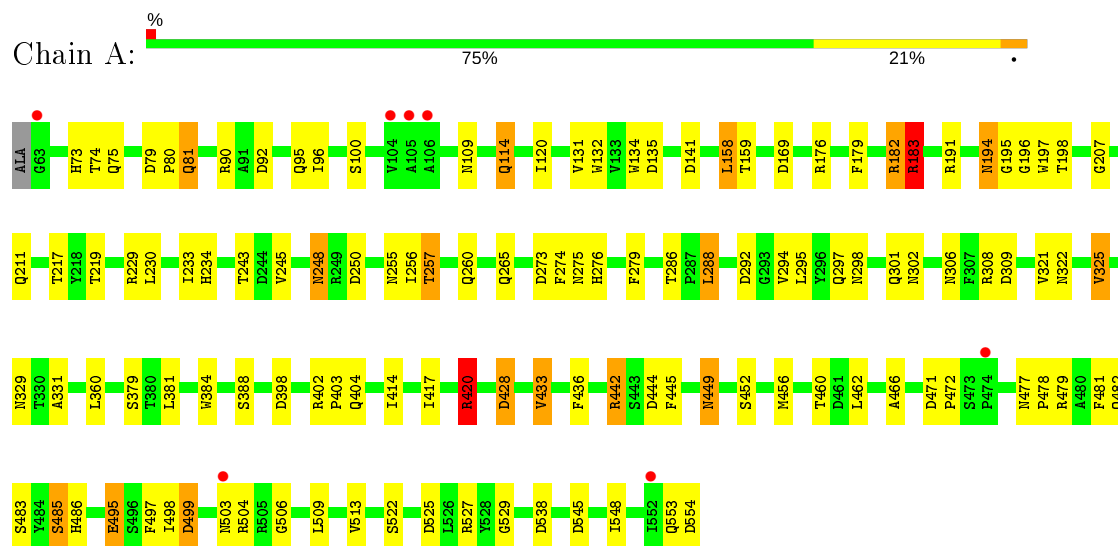 %
Chain A:
75% 21% •
ALA G63 H73 T74 Q75 D79 P80 Q81 R90 A91 D92 Q95 I96 S100 V104 A105 A106 N109 Q114 I120 V131 W132 V133 W134 D135 D141 L158 T159 D169 R176 F179 R182 R183 R191 N194 G195 G196 W197 T198 G207
Q211 T217 Y218 T219 R229 L230 I233 H234 T243 D244 V245 N248 R249 D250 N255 I256 T257 Q260 Q265 D273 F274 N275 H276 F279 T286 P287 L288 D292 G293 V294 L295 Y296 Q297 N298 Q301 N302 N306 F307 R308 D309 V321 N322 V325
N329 T330 A331 L360 S379 T380 L381 W384 S388 D398 R402 P403 Q404 I414 I417 R420 D428 V433 F436 R442 S443 D444 F445 N449 S452 M456 T460 D461 L462 A466 D471 P472 S473 P474 N477 P478 R479 A480 F481
S483 Y484 S485 H486 E495 S496 F497 I498 D499 N503 R504 R505 G506 L509 V513 S522 D525 L526 R527 Y528 G529 D538 D545 I548 I552 Q553 D554